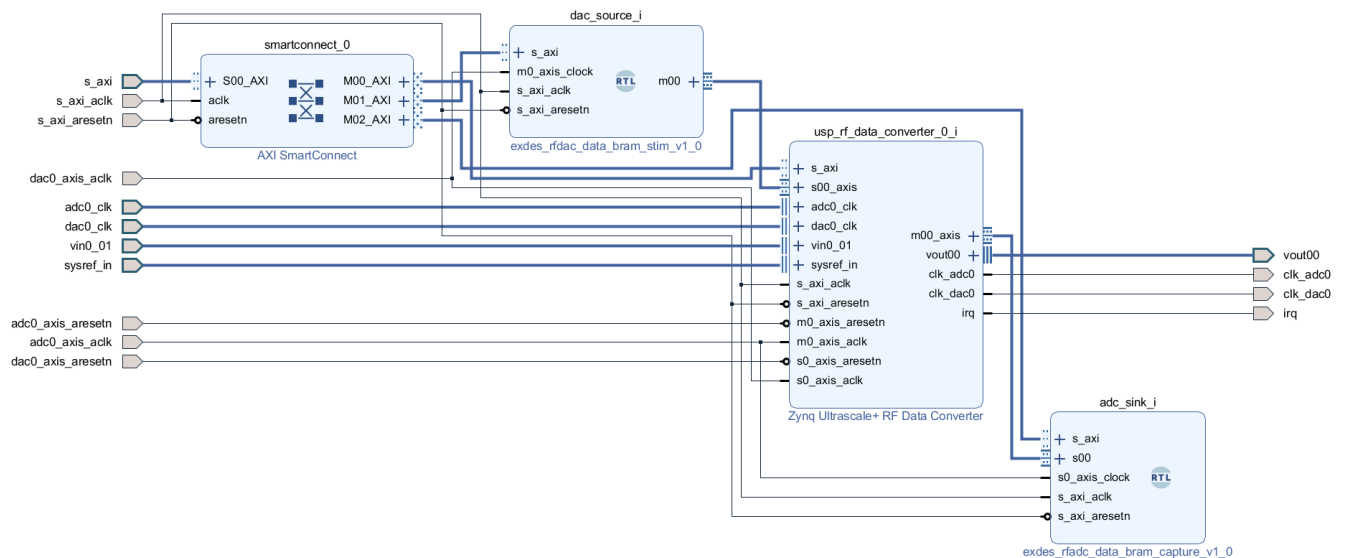 dac_source_i
smartconnect_0
s_axi
s_axi_aclk
s_axi_aresetn
S00_AXI
aclk
aresetn
M00_AXI
M01_AXI
M02_AXI
AXI SmartConnect
s_axi
m0_axis_clock
s_axi_aclk
s_axi_aresetn
RTL
m00
exdes_rfdac_data_bram_stim_v1_0
dac0_axis_aclk
adc0_clk
dac0_clk
vin0_01
sysref_in
adc0_axis_aresetn
adc0_axis_aclk
dac0_axis_aresetn
usp_rf_data_converter_0_i
s_axi
s00_axis
adc0_clk
dac0_clk
vin0_01
sysref_in
s_axi_aclk
s_axi_aresetn
m0_axis_aresetn
m0_axis_aclk
s0_axis_aresetn
s0_axis_aclk
m00_axis
vout00
clk_adc0
clk_dac0
irq
Zynq Ultrascale+ RF Data Converter
vout00
clk_adc0
clk_dac0
irq
adc_sink_i
s_axi
s00
s0_axis_clock
s_axi_aclk
s_axi_aresetn
RTL
exdes_rfadc_data_bram_capture_v1_0